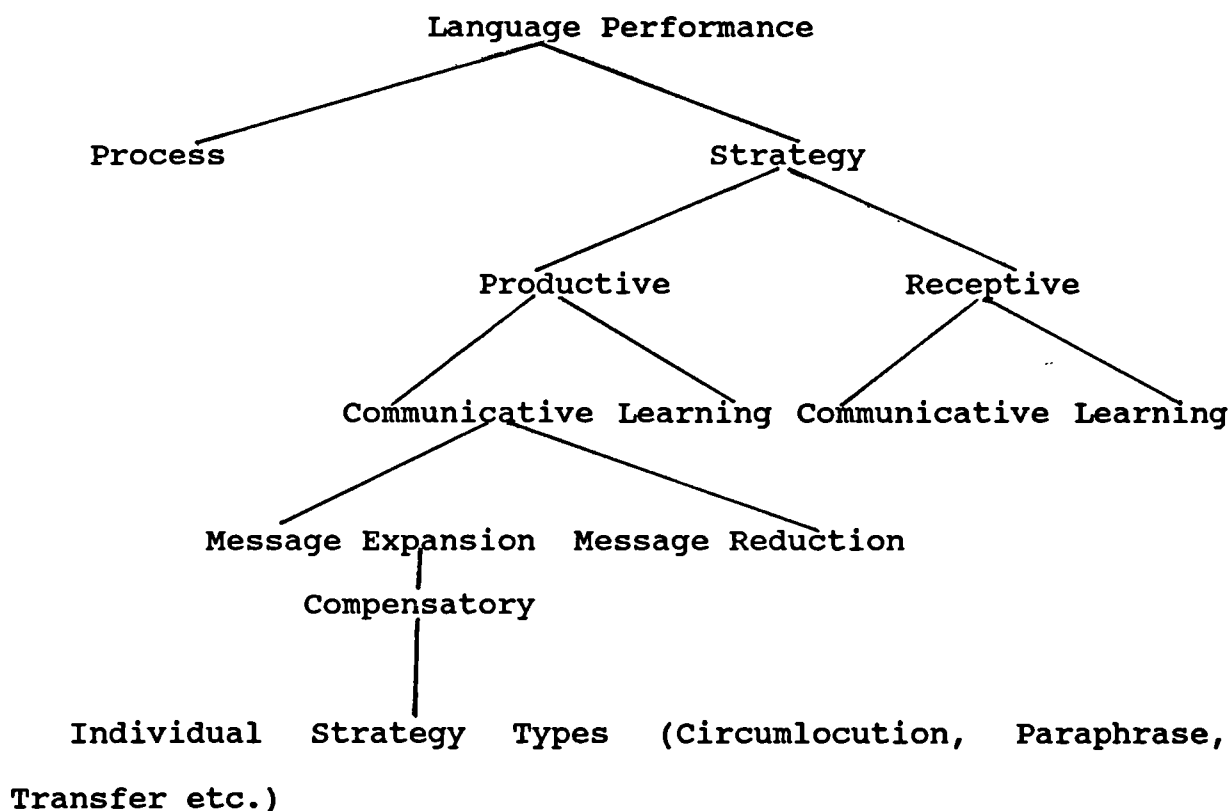 Language Performance
Process Strategy
Productive Receptive
Communicative Learning Communicative Learning
Message Expansion Message Reduction
Compensatory
Individual Strategy Types (Circumlocution, Paraphrase,
Transfer etc.)